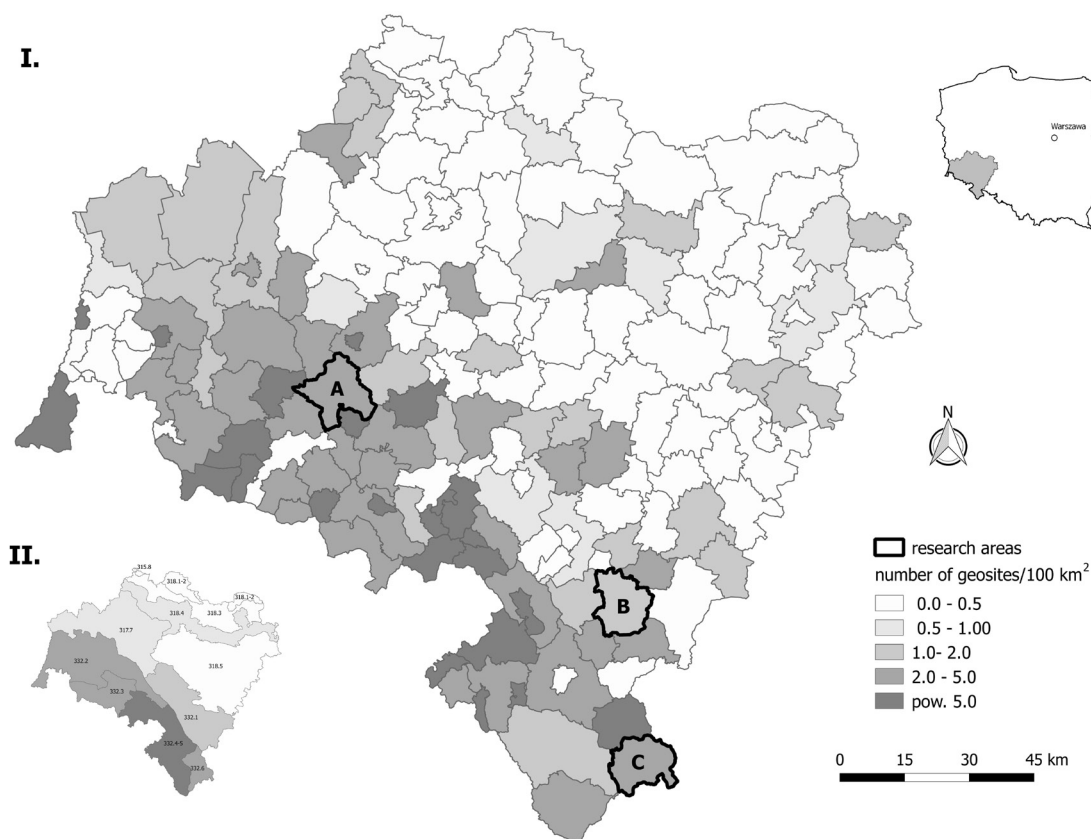 I.
Warszawa
A
N
II.
research areas
number of geosites/100 km²
0.0 - 0.5
0.5 - 1.00
1.0- 2.0
2.0 - 5.0
pow. 5.0
B
C
0 15 30 45 km
315.8
318.1-2
318.1-2
318.4
318.3
317.7
332.2
318.5
332.3
332.1
332.4-5
332.6